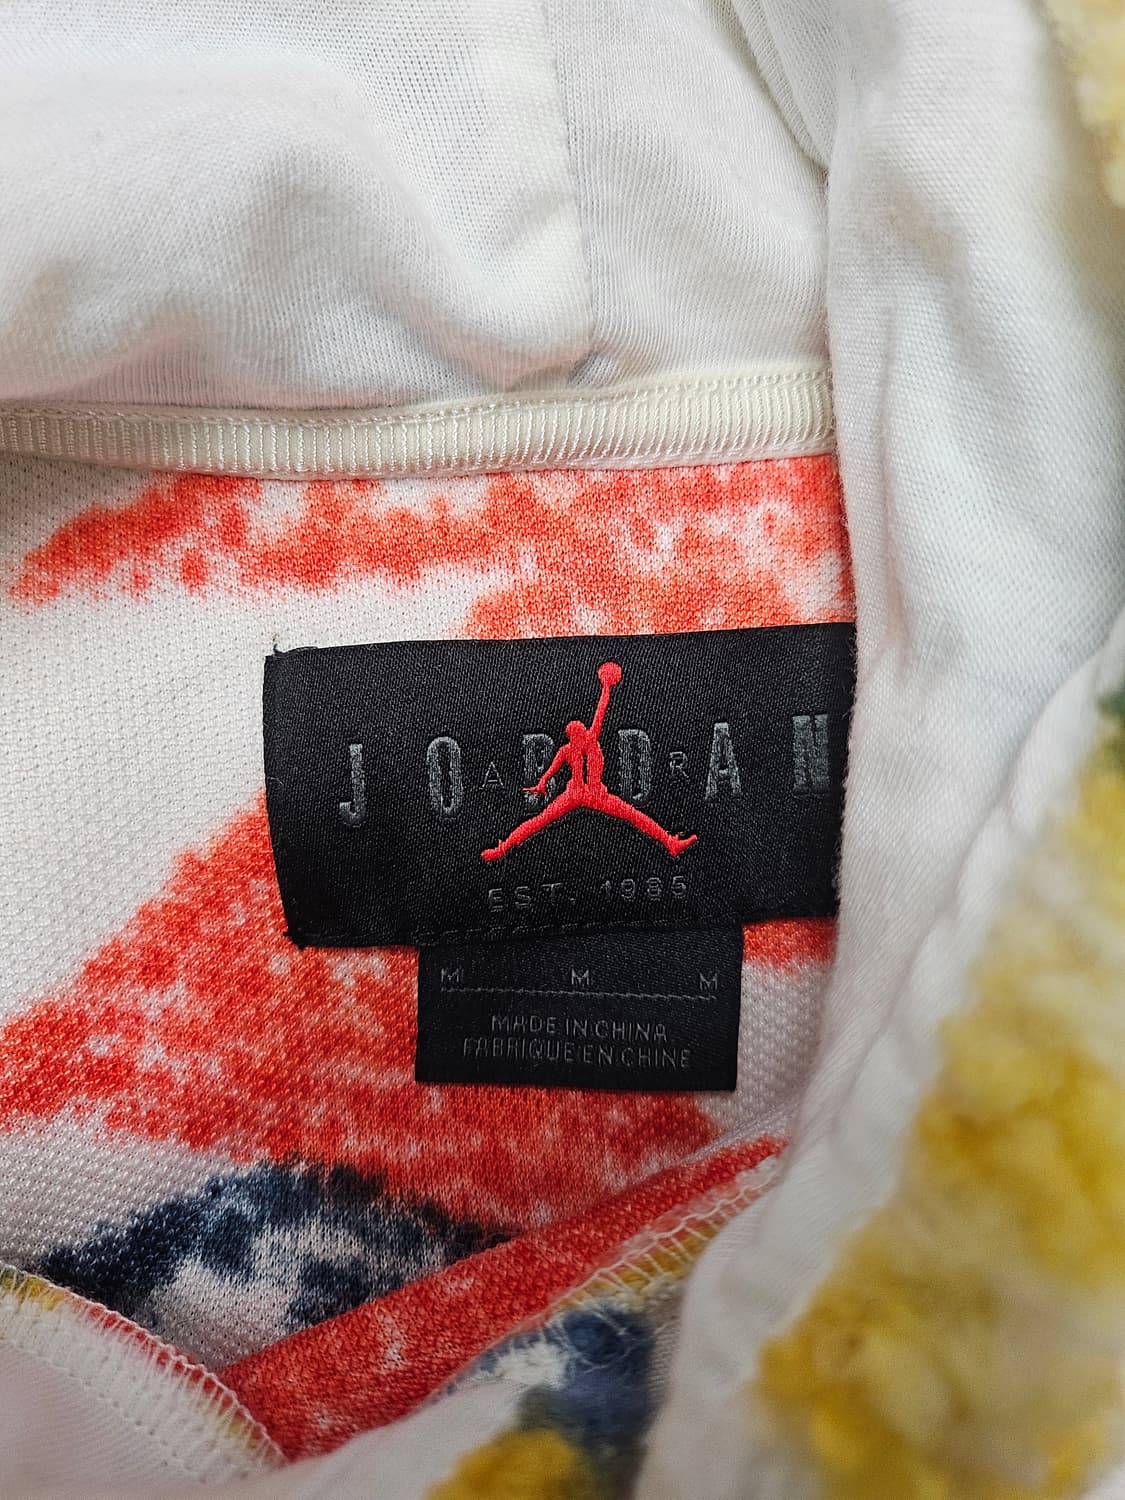 JORDAN
AIR
EST. 1985
M M M
MADE IN CHINA
FABRIQUE EN CHINE